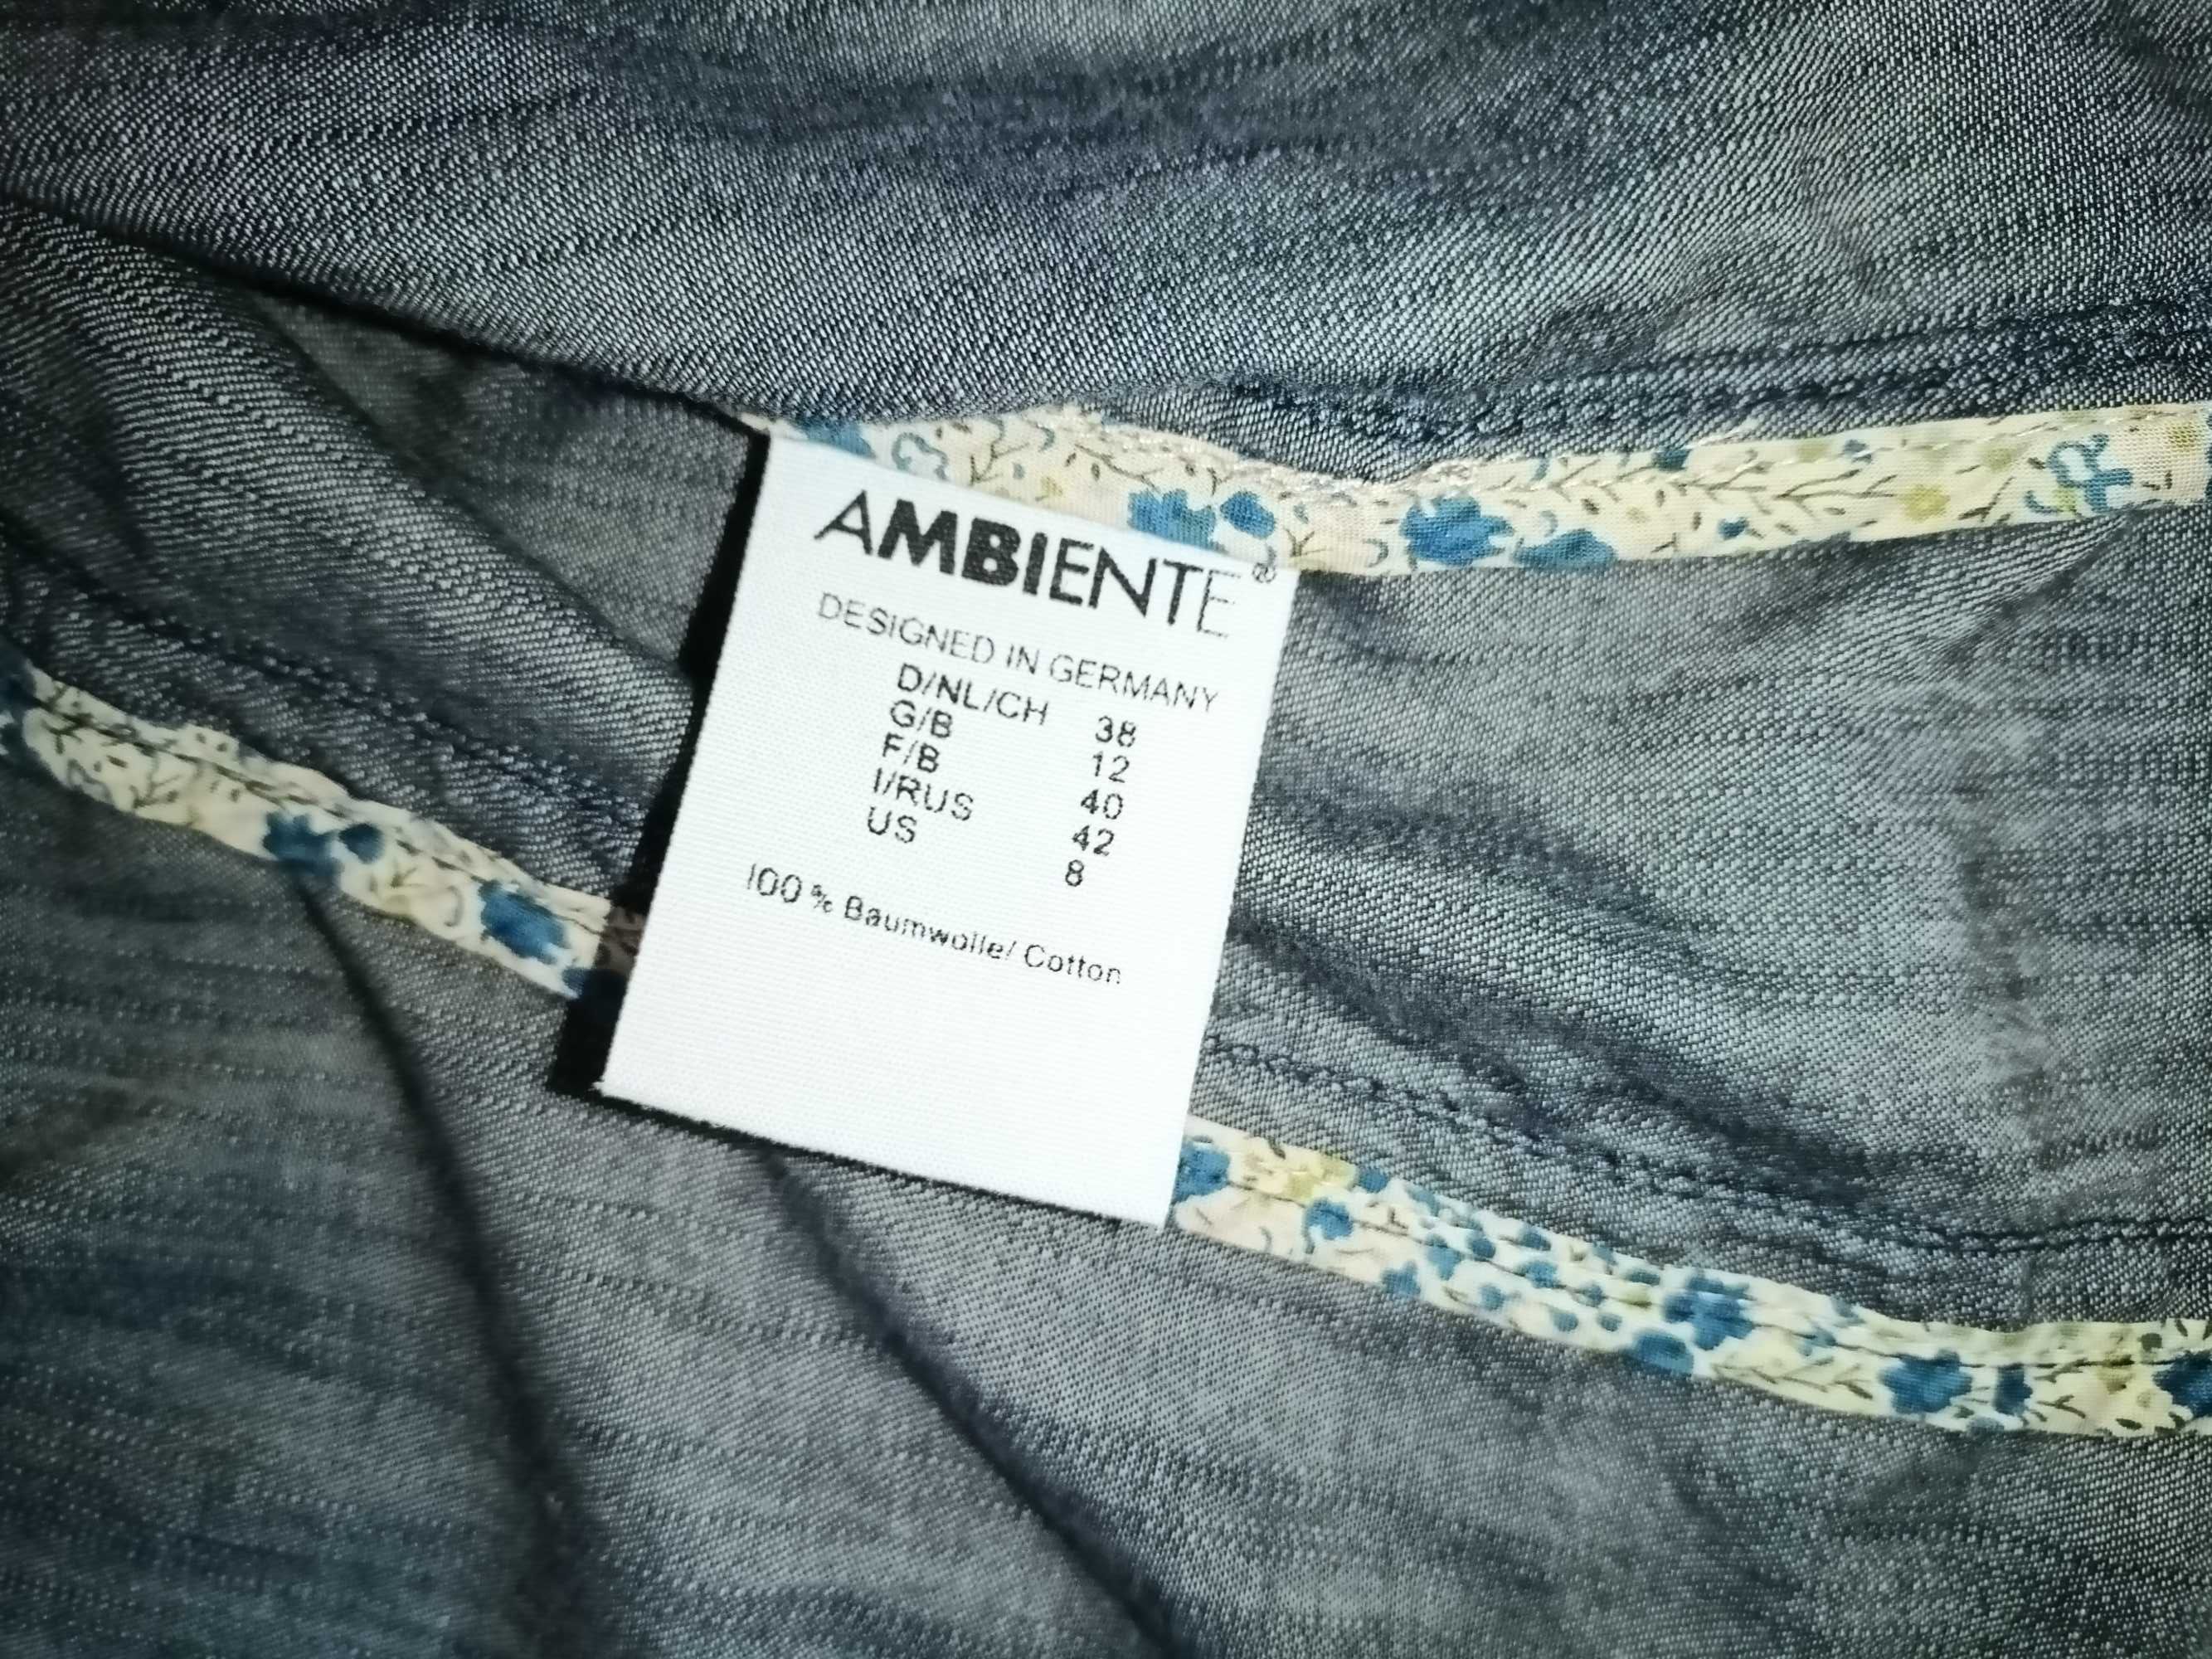 AMBIENTE®
DESIGNED IN GERMANY
D/NL/CH 38
G/B 12
F/B 40
I/RUS 42
US 8
100 % Baumwolle/ Cotton